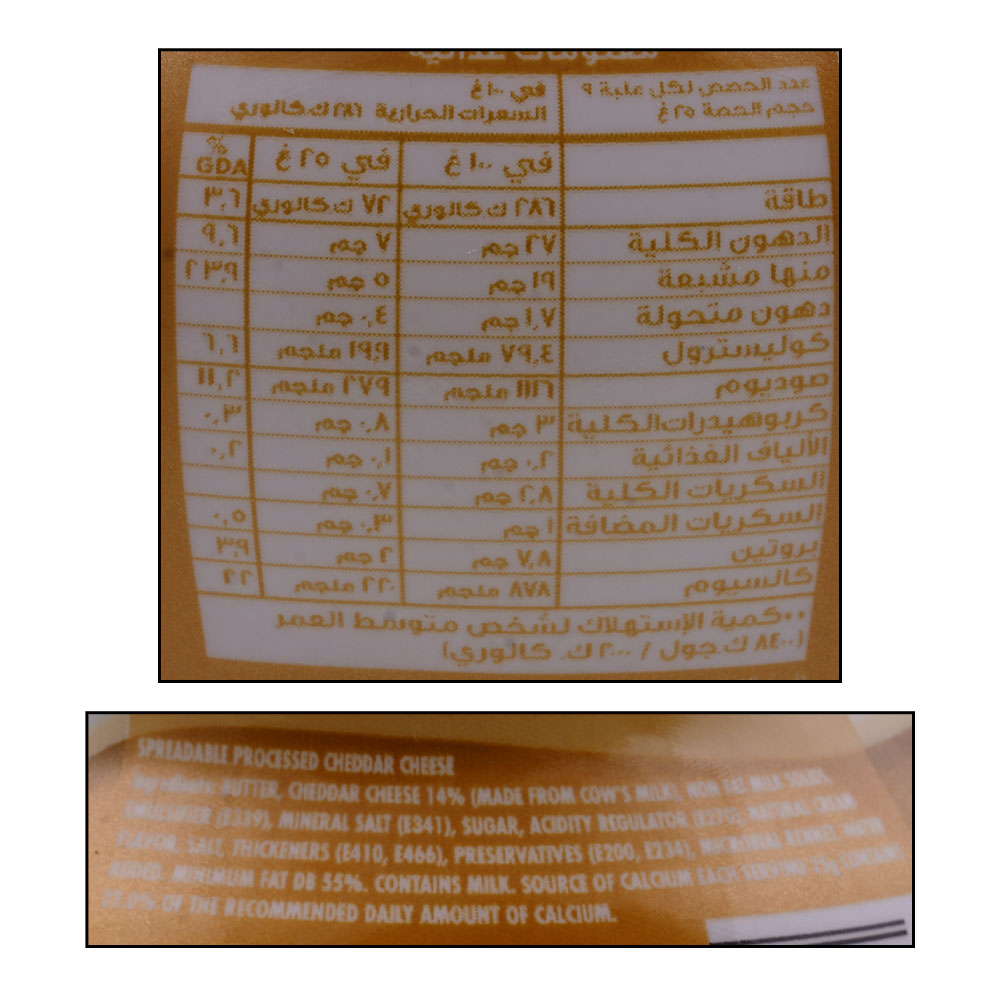 معلومات غذائية
عدد الحصص لكل علبة ٩
حجم الحصة ٢٥ غ
في ١٠٠ غ
السعرات الحرارية ٢٨٦ ك.كالوري
في ١٠٠ غ في ٢٥ غ % GDA
طاقة ٢٨٦ ك.كالوري ٧٢ ك.كالوري ٣,٦
الدهون الكلية ٢٧ جم ٧ جم ٩,٦
منها مشبعة ١٩ جم ٥ جم ٢٣,٩
دهون متحولة ١,٧ جم ٠,٤ جم
كوليسترول ٧٩,٤ ملجم ١٩,٩ ملجم ٦,٦
صوديوم ١١١٦ ملجم ٢٧٩ ملجم ١١,٢
كربوهيدرات الكلية ٣ جم ٠,٨ جم ٠,٣
الألياف الغذائية ٠,٢ جم ٠,١ جم ٠,٢
السكريات الكلية ٢,٨ جم ٠,٧ جم
السكريات المضافة ١ جم ٠,٣ جم ٠,٥
بروتين ٧,٨ جم ٢ جم ٣,٩
كالسيوم ٨٧٨ ملجم ٢٢٠ ملجم ٢٢
**كمية الإستهلاك لشخص متوسط العمر
(٨٤٠٠ ك.جول / ٢٠٠٠ ك. كالوري)
SPREADABLE PROCESSED CHEDDAR CHEESE
Ingredients: BUTTER, CHEDDAR CHEESE 14% (MADE FROM COW'S MILK), NON FAT MILK SOLIDS,
EMULSIFIER (E339), MINERAL SALT (E341), SUGAR, ACIDITY REGULATOR (E270), NATURAL CREAM
FLAVOR, SALT, THICKENERS (E410, E466), PRESERVATIVES (E200, E234), MICROBIAL RENNET, WATER
ADDED. MINIMUM FAT DB 55%. CONTAINS MILK. SOURCE OF CALCIUM EACH SERVING 25g CONTAINS
22.0% OF THE RECOMMENDED DAILY AMOUNT OF CALCIUM.